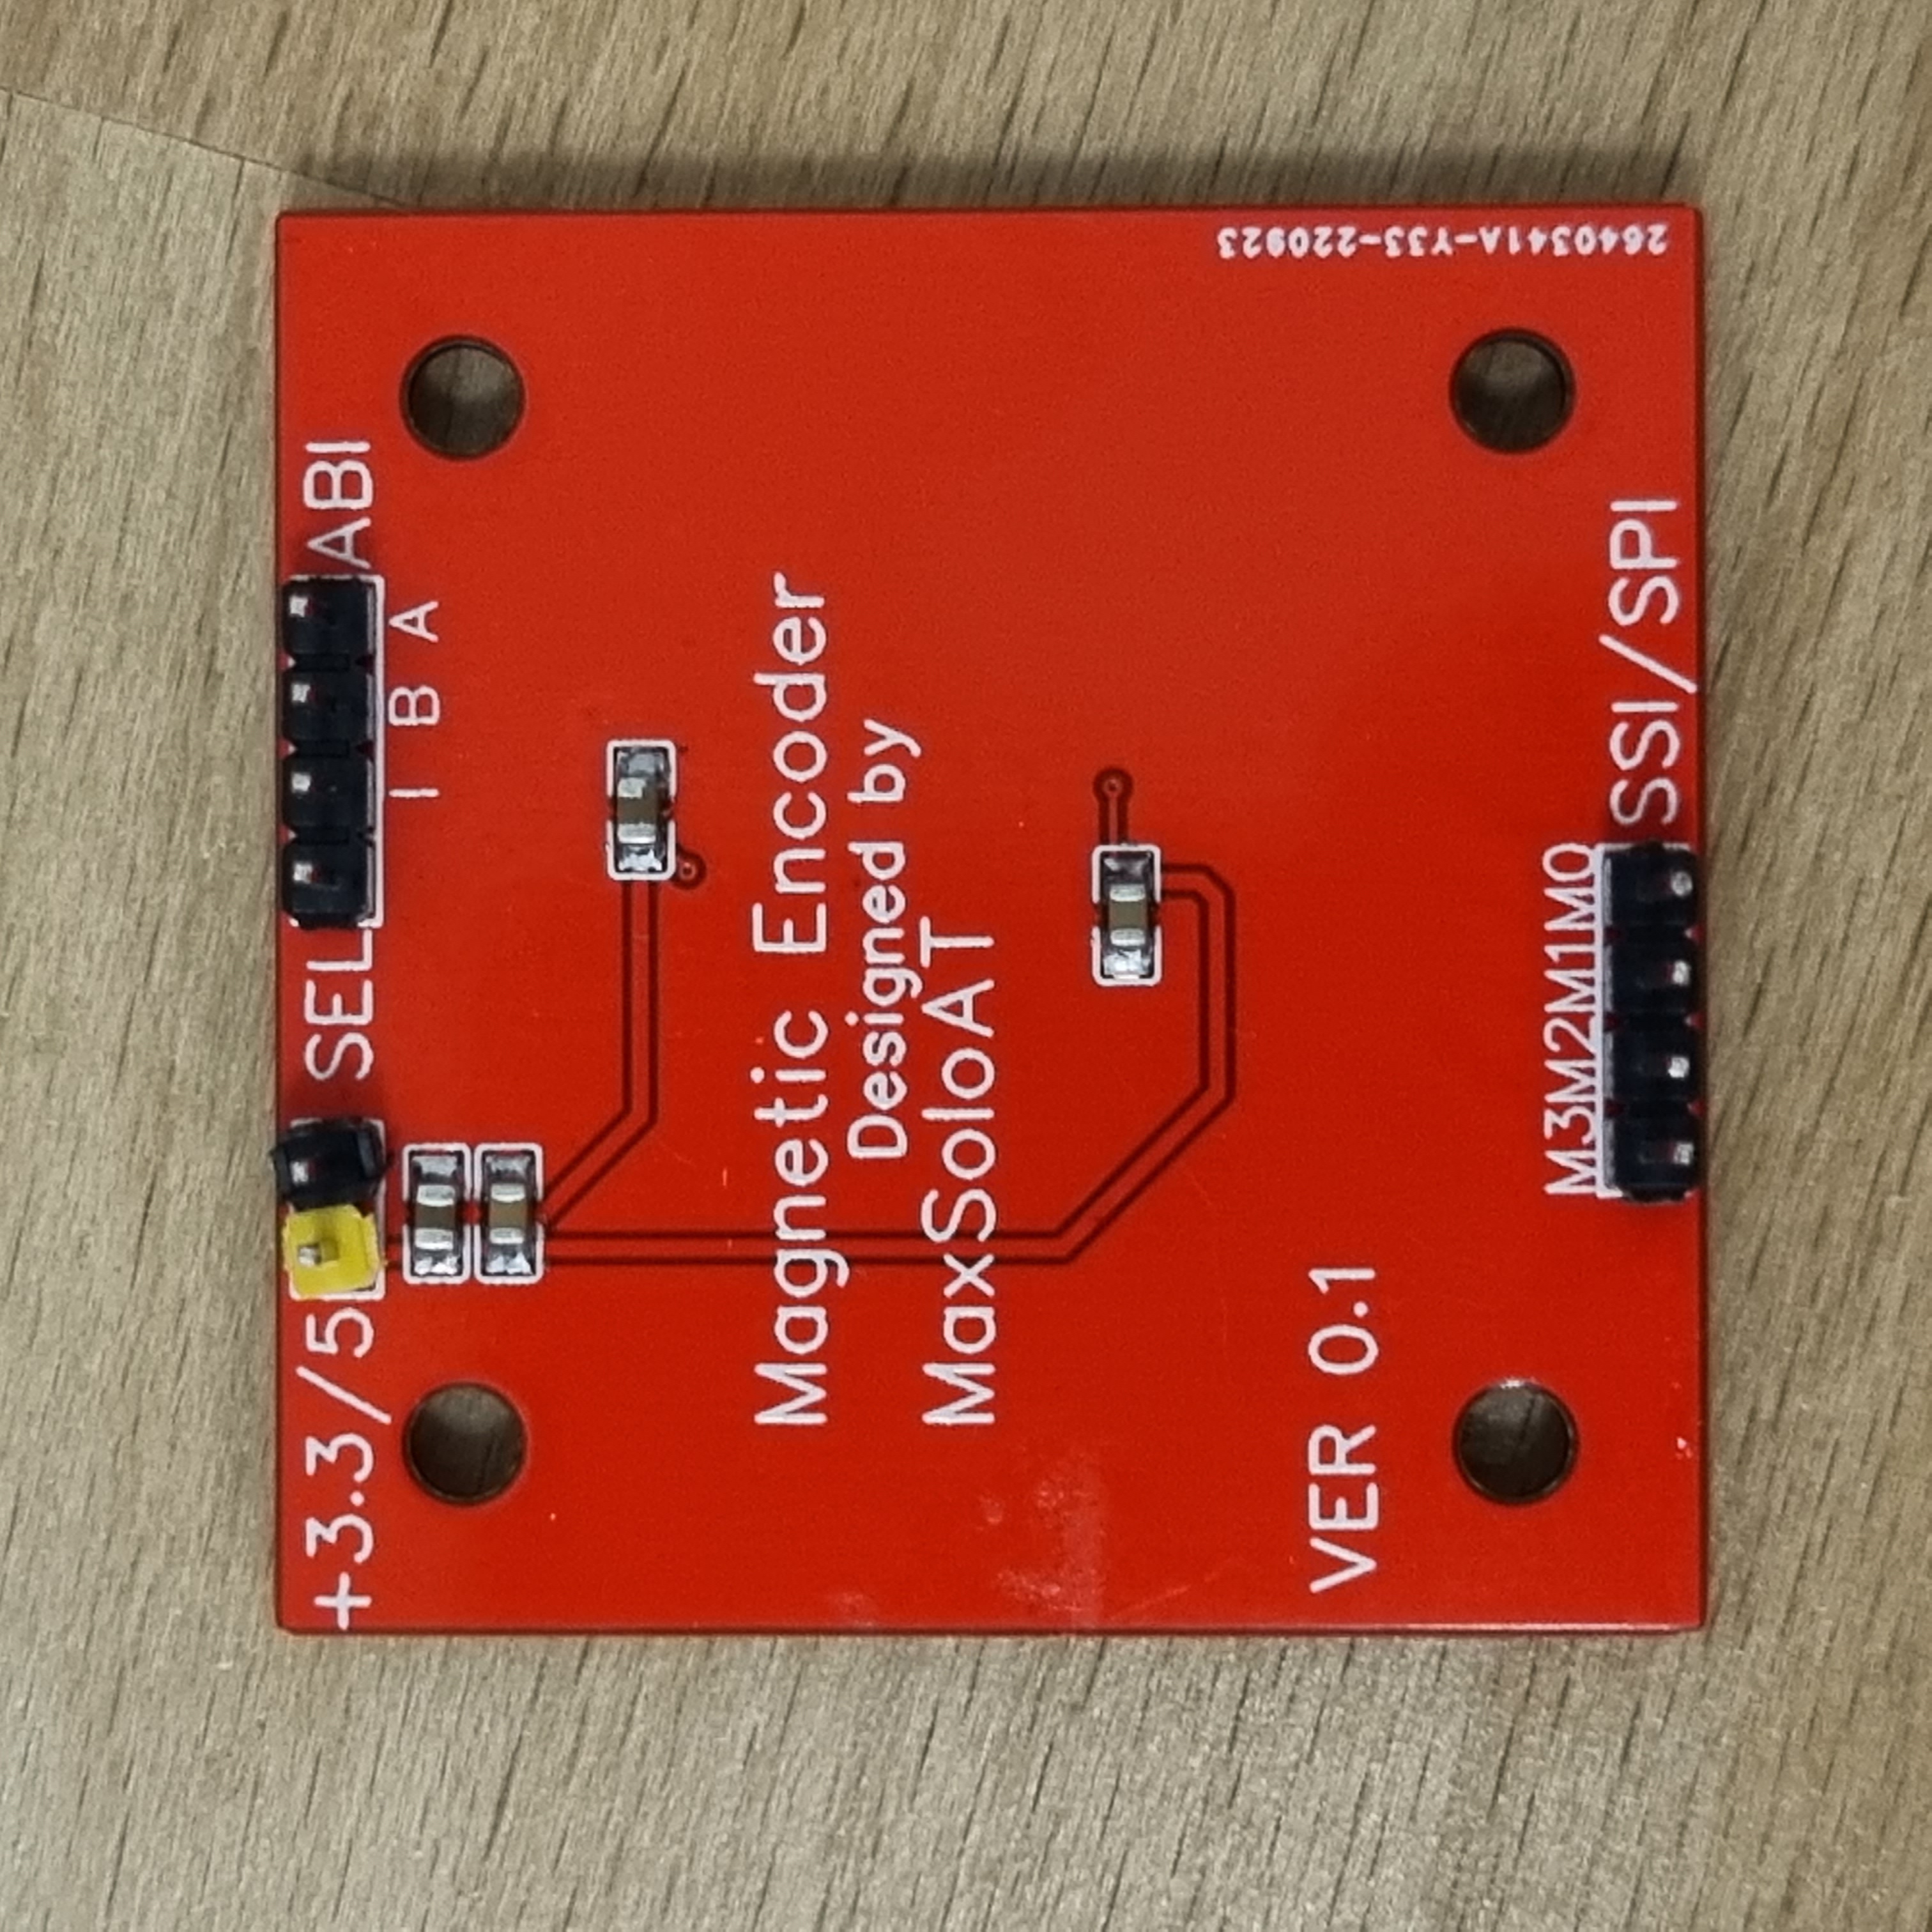 +3.3/5 SEL ABI
I B A
Magnetic Encoder
Designed by
MaxSoloAT
VER 0.1
M3M2M1M0
SSI/SPI
2640341A-Y33-220923